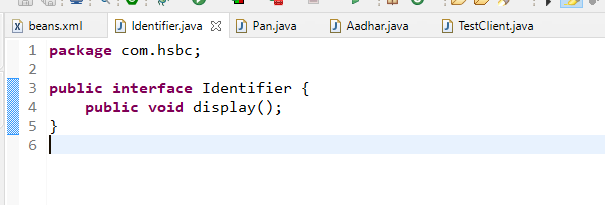 beans.xml Identifier.java Pan.java Aadhar.java TestClient.java
1 package com.hsbc;
2
3 public interface Identifier {
4 public void display();
5 }
6